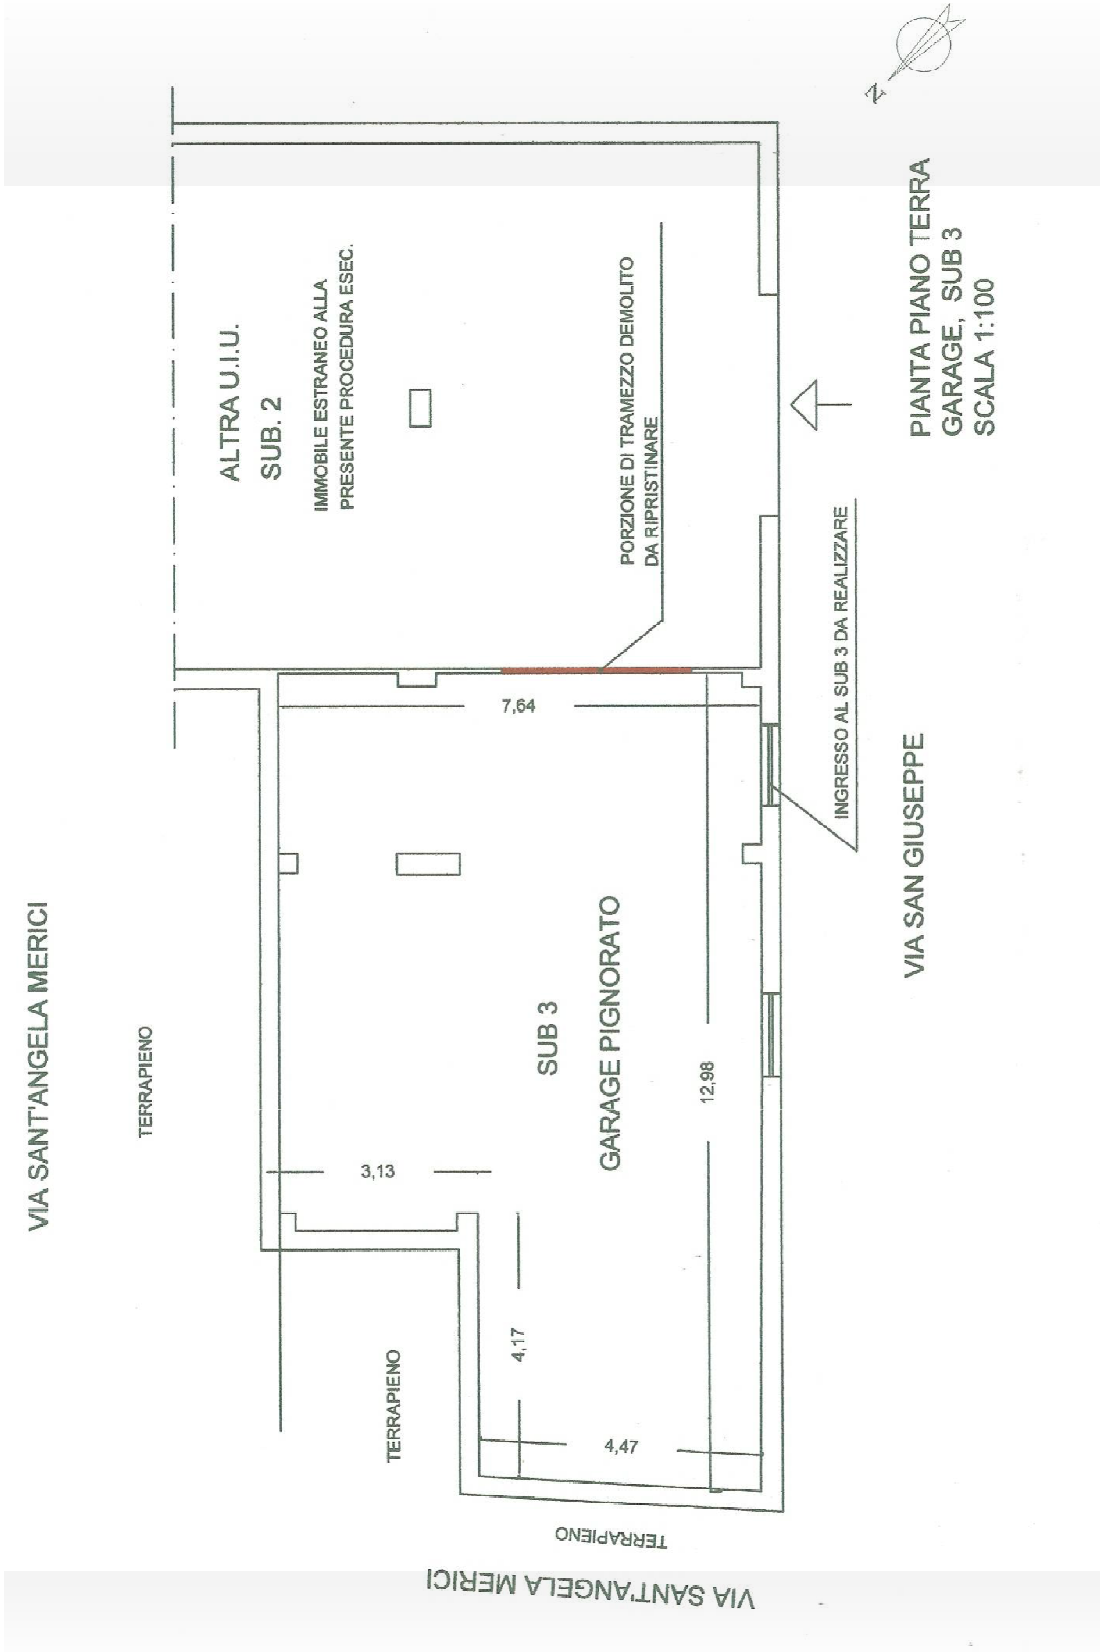 N
PIANTA PIANO TERRA
GARAGE, SUB 3
SCALA 1:100
ALTRA U.I.U.
SUB. 2
IMMOBILE ESTRANEO ALLA
PRESENTE PROCEDURA ESEC.
PORZIONE DI TRAMEZZO DEMOLITO
DA RIPRISTINARE
INGRESSO AL SUB 3 DA REALIZZARE
VIA SAN GIUSEPPE
7,64
SUB 3
GARAGE PIGNORATO
12,98
3,13
4,17
4,47
VIA SANT'ANGELA MERICI
TERRAPIENO
TERRAPIENO
TERRAPIENO
VIA SANT'ANGELA MERICI